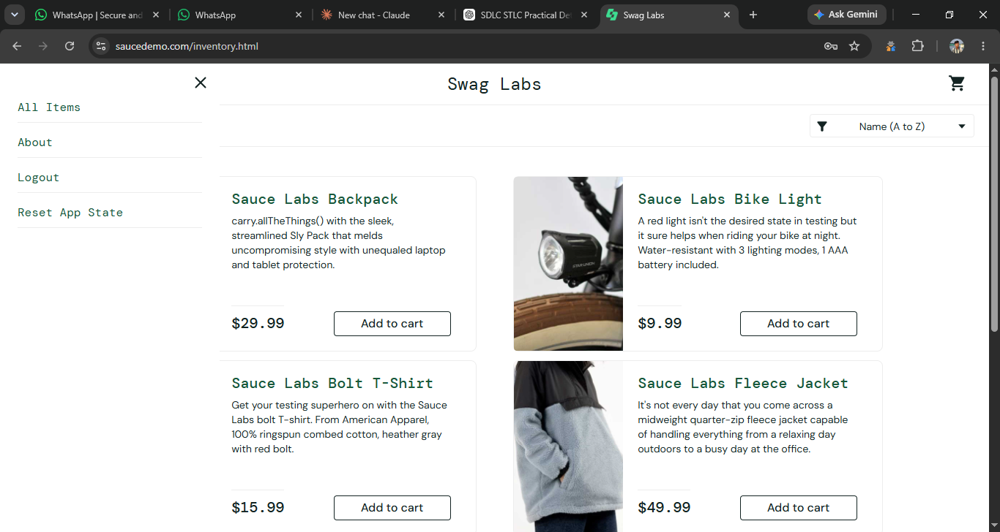 WhatsApp | Secure and
WhatsApp
New chat - Claude
SDLC STLC Practical De
Swag Labs
Ask Gemini
saucedemo.com/inventory.html
Swag Labs
All Items
About
Logout
Reset App State
Name (A to Z)
Sauce Labs Backpack
carry.allTheThings() with the sleek,
streamlined Sly Pack that melds
uncompromising style with unequaled laptop
and tablet protection.
$29.99
Add to cart
Sauce Labs Bike Light
A red light isn't the desired state in testing but
it sure helps when riding your bike at night.
Water-resistant with 3 lighting modes, 1 AAA
battery included.
$9.99
Add to cart
Sauce Labs Bolt T-Shirt
Get your testing superhero on with the Sauce
Labs bolt T-shirt. From American Apparel,
100% ringspun combed cotton, heather gray
with red bolt.
$15.99
Add to cart
Sauce Labs Fleece Jacket
It's not every day that you come across a
midweight quarter-zip fleece jacket capable
of handling everything from a relaxing day
outdoors to a busy day at the office.
$49.99
Add to cart